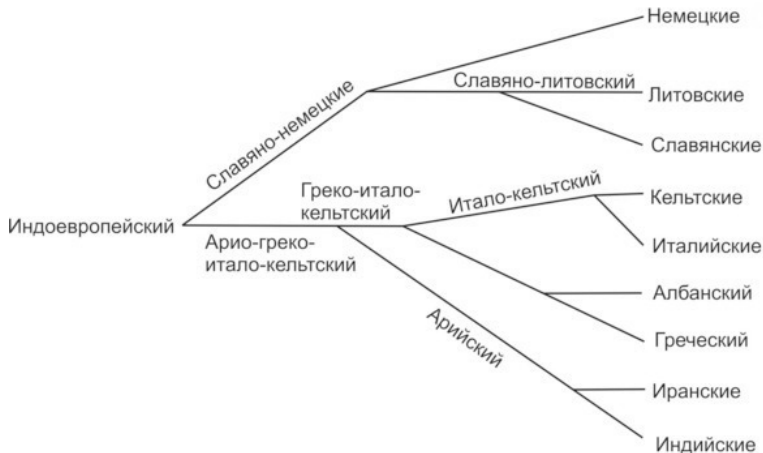 Немецкие
Славяно-литовский
Литовские
Славянские
Славяно-немецкие
Индоевропейский
Греко-итало-
кельтский
Итало-кельтский
Кельтские
Италийские
Арио-греко-
итало-кельтский
Албанский
Греческий
Арийский
Иранские
Индийские